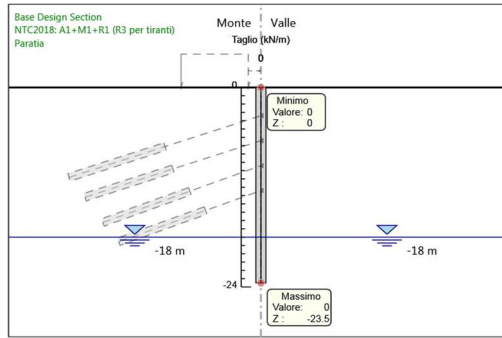 Base Design Section
NTC2018: A1+M1+R1 (R3 per tiranti)
Paratia
Monte Valle
Taglio (kN/m)
0
0
Minimo
Valore: 0
Z : 0
-18 m
-18 m
-24
Massimo
Valore: 0
Z : -23.5